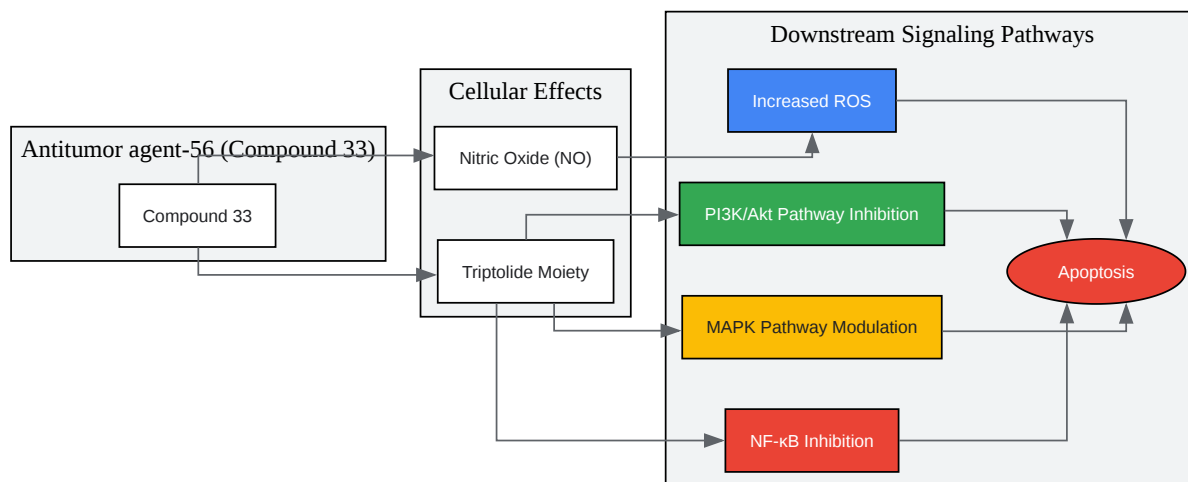 Antitumor agent-56 (Compound 33)
Compound 33
Cellular Effects
Nitric Oxide (NO)
Triptolide Moiety
Downstream Signaling Pathways
Increased ROS
PI3K/Akt Pathway Inhibition
MAPK Pathway Modulation
NF-κB Inhibition
Apoptosis